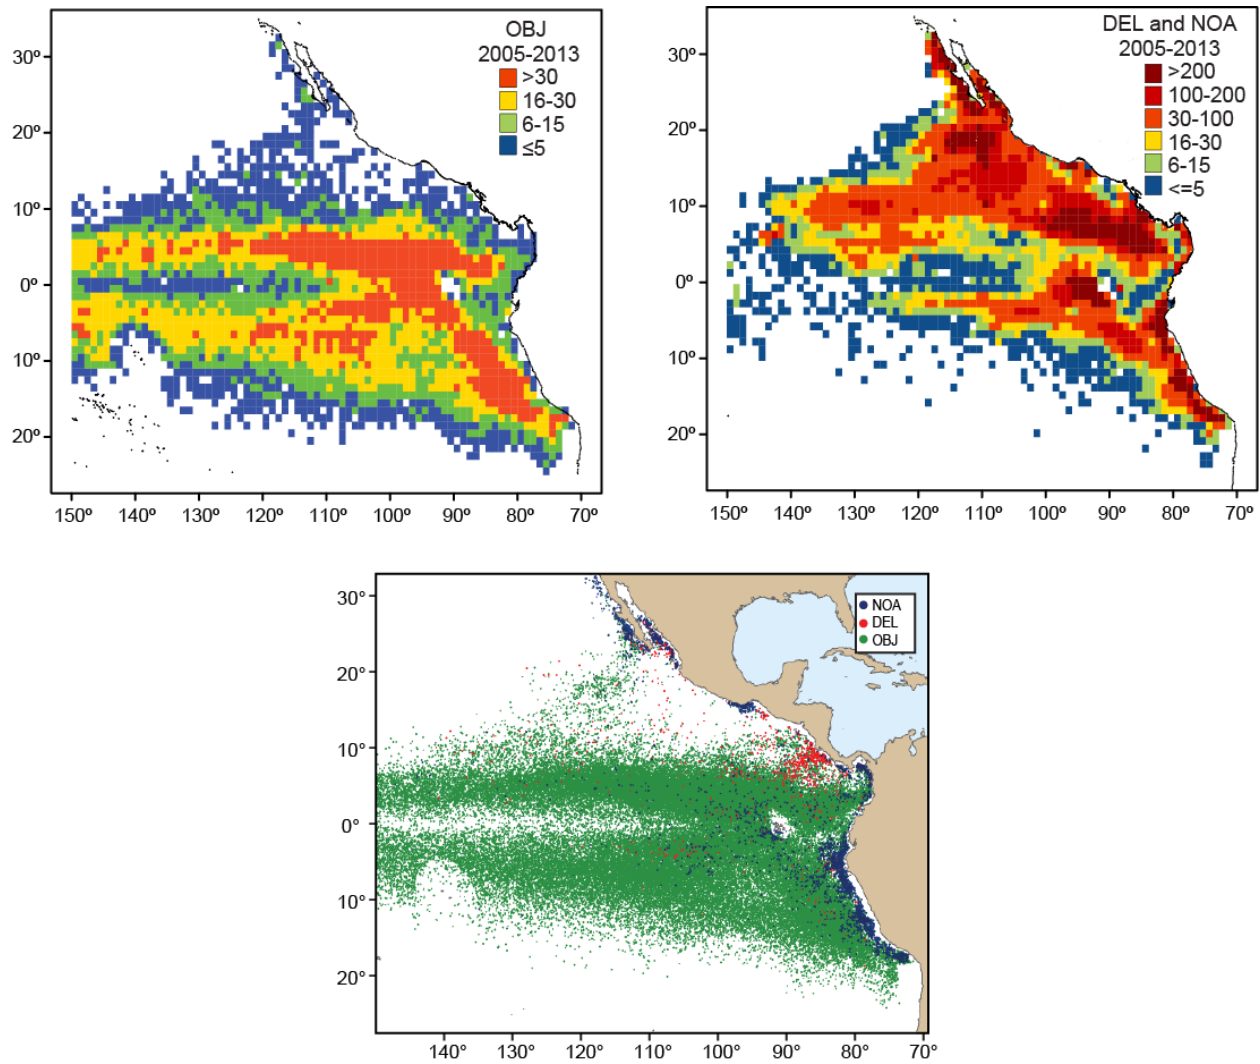 OBJ
2005-2013
>30
16-30
6-15
≤5
30º
20º
10º
0º
10º
20º
150º 140º 130º 120º 110º 100º 90º 80º 70º
DEL and NOA
2005-2013
>200
100-200
30-100
16-30
6-15
<=5
30º
20º
10º
0º
10º
20º
150º 140º 130º 120º 110º 100º 90º 80º 70º
NOA
DEL
OBJ
30°
20°
10°
0°
10°
20°
140° 130° 120° 110° 100° 90° 80° 70°